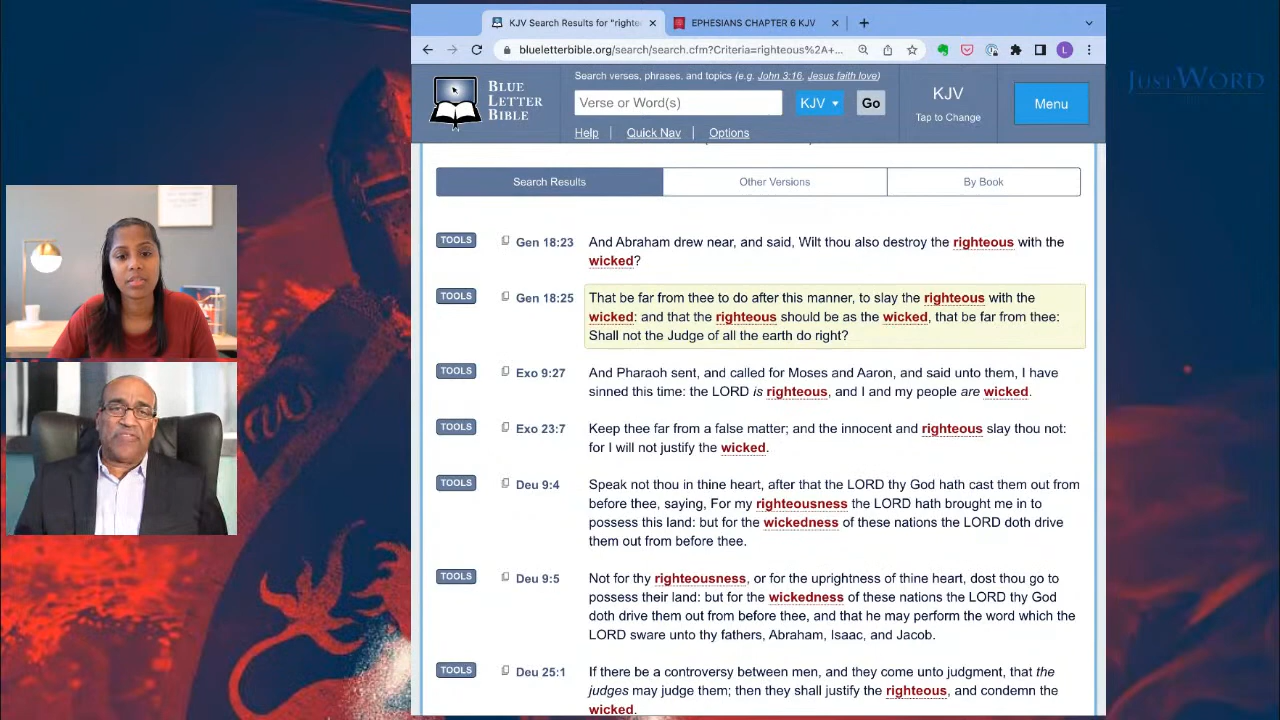 KJV Search Results for "righte
EPHESIANS CHAPTER 6 KJV
blueletterbible.org/search/search.cfm?Criteria=righteous%2A+...
L
JUSTWORD
BLUE
LETTER
BIBLE
Search verses, phrases, and topics (e.g. John 3:16, Jesus faith love)
Verse or Word(s)
KJV
Go
Help | Quick Nav | Options
KJV
Tap to Change
Menu
Search Results
Other Versions
By Book
TOOLS Gen 18:23 And Abraham drew near, and said, Wilt thou also destroy the righteous with the
wicked?
TOOLS Gen 18:25 That be far from thee to do after this manner, to slay the righteous with the
wicked: and that the righteous should be as the wicked, that be far from thee:
Shall not the Judge of all the earth do right?
TOOLS Exo 9:27 And Pharaoh sent, and called for Moses and Aaron, and said unto them, I have
sinned this time: the LORD is righteous, and I and my people are wicked.
TOOLS Exo 23:7 Keep thee far from a false matter; and the innocent and righteous slay thou not:
for I will not justify the wicked.
TOOLS Deu 9:4 Speak not thou in thine heart, after that the LORD thy God hath cast them out from
before thee, saying, For my righteousness the LORD hath brought me in to
possess this land: but for the wickedness of these nations the LORD doth drive
them out from before thee.
TOOLS Deu 9:5 Not for thy righteousness, or for the uprightness of thine heart, dost thou go to
possess their land: but for the wickedness of these nations the LORD thy God
doth drive them out from before thee, and that he may perform the word which the
LORD sware unto thy fathers, Abraham, Isaac, and Jacob.
TOOLS Deu 25:1 If there be a controversy between men, and they come unto judgment, that the
judges may judge them; then they shall justify the righteous, and condemn the
wicked.